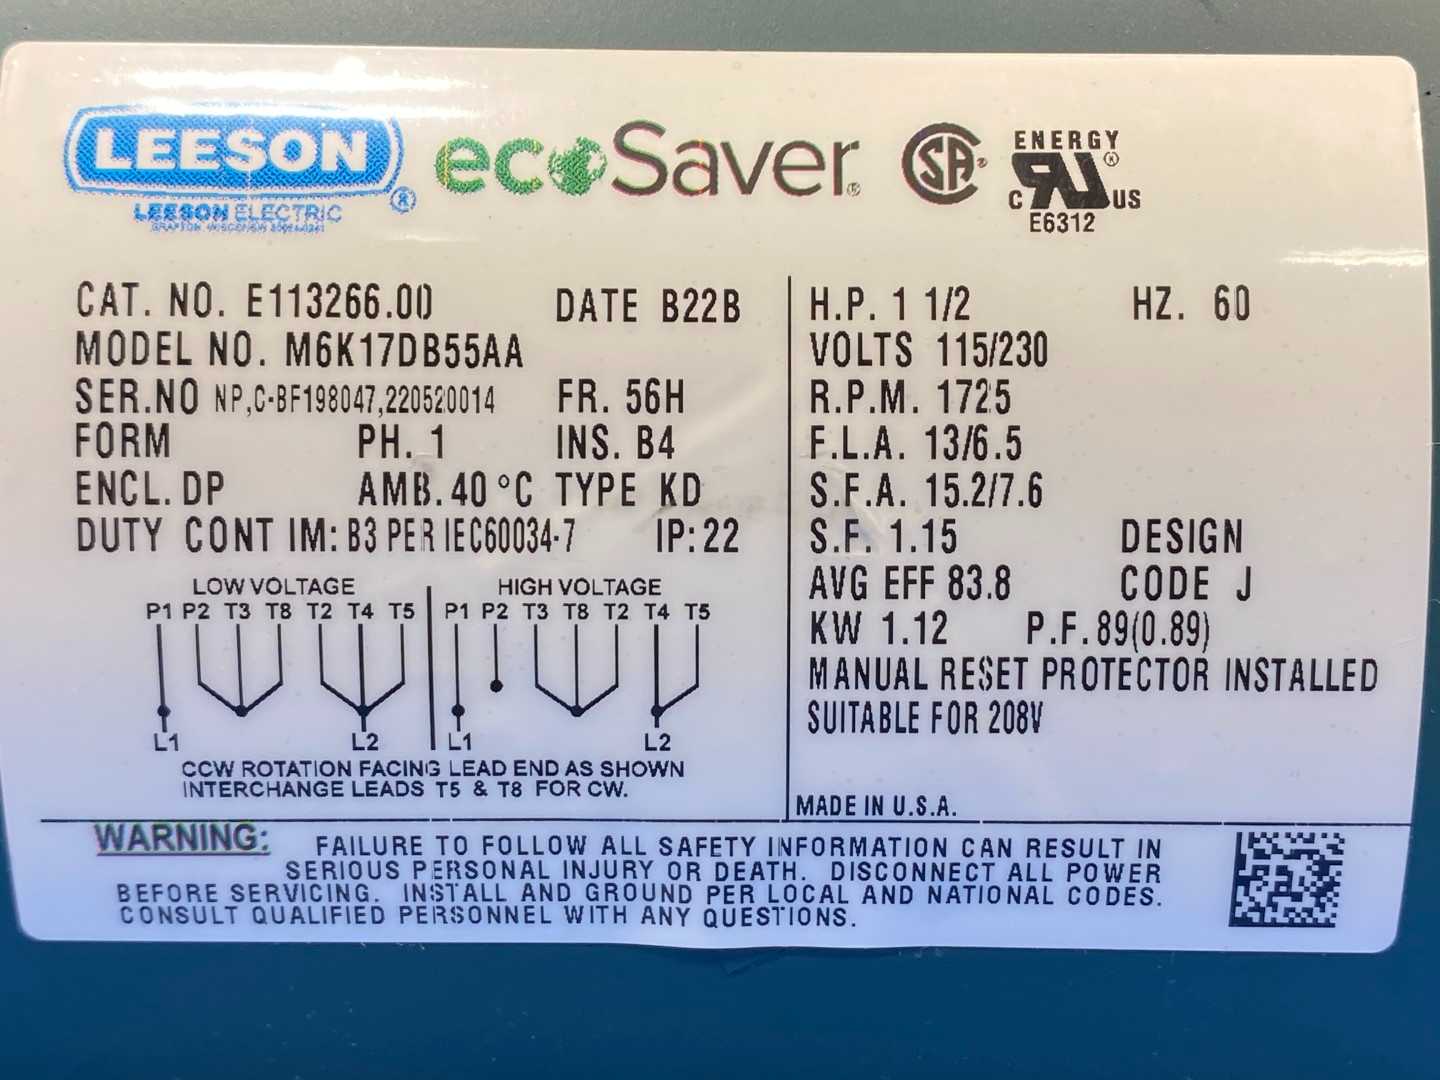 LEESON ecoSaver
LEESON ELECTRIC
ENERGY
C US
E6312
CAT. NO. E113266.00 DATE B22B
MODEL NO. M6K17DB55AA
SER.NO NP,C-BF198047,220520014 FR. 56H
FORM PH. 1 INS. B4
ENCL. DP AMB. 40 °C TYPE KD
DUTY CONT IM: B3 PER IEC60034-7 IP: 22
LOW VOLTAGE HIGH VOLTAGE
P1 P2 T3 T8 T2 T4 T5 P1 P2 T3 T8 T2 T4 T5
L1 L2 L1 L2
CCW ROTATION FACING LEAD END AS SHOWN
INTERCHANGE LEADS T5 & T8 FOR CW.
H.P. 1 1/2 HZ. 60
VOLTS 115/230
R.P.M. 1725
F.L.A. 13/6.5
S.F.A. 15.2/7.6
S.F. 1.15 DESIGN
AVG EFF 83.8 CODE J
KW 1.12 P.F. 89(0.89)
MANUAL RESET PROTECTOR INSTALLED
SUITABLE FOR 208V
MADE IN U.S.A.
WARNING: FAILURE TO FOLLOW ALL SAFETY INFORMATION CAN RESULT IN
SERIOUS PERSONAL INJURY OR DEATH. DISCONNECT ALL POWER
BEFORE SERVICING. INSTALL AND GROUND PER LOCAL AND NATIONAL CODES.
CONSULT QUALIFIED PERSONNEL WITH ANY QUESTIONS.